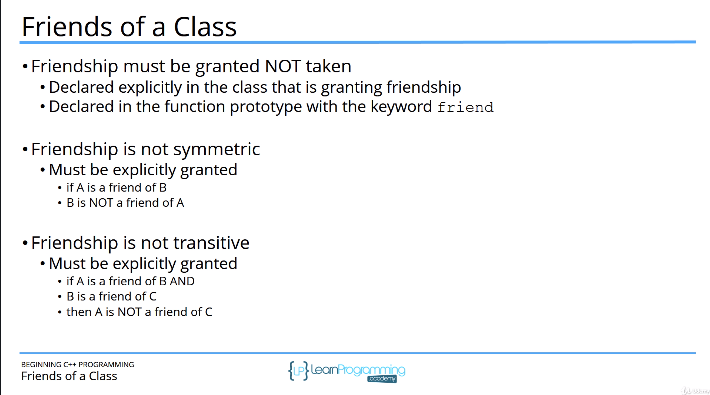 Friends of a Class
• Friendship must be granted NOT taken
• Declared explicitly in the class that is granting friendship
• Declared in the function prototype with the keyword friend
• Friendship is not symmetric
• Must be explicitly granted
• if A is a friend of B
• B is NOT a friend of A
• Friendship is not transitive
• Must be explicitly granted
• if A is a friend of B AND
• B is a friend of C
• then A is NOT a friend of C
BEGINNING C++ PROGRAMMING
Friends of a Class
{LP} LearnProgramming
academy
Udemy